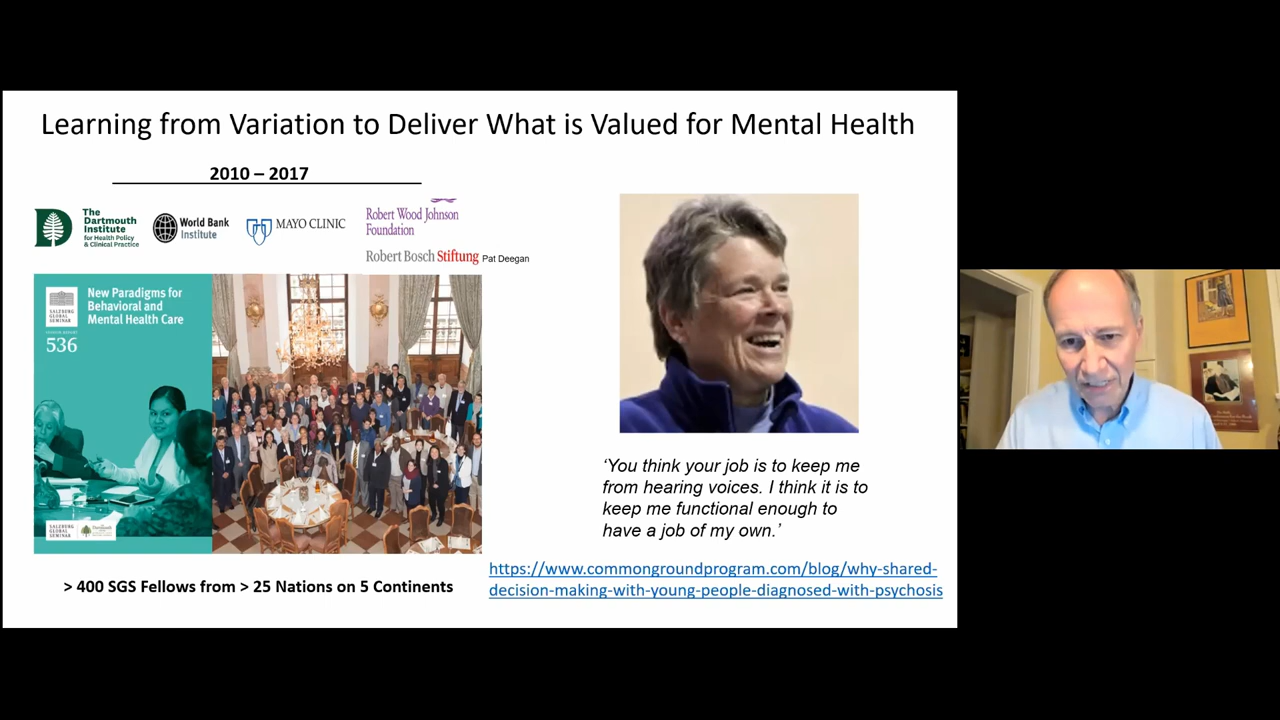 Learning from Variation to Deliver What is Valued for Mental Health
2010 – 2017
The
Dartmouth
Institute
for Health Policy
& Clinical Practice
World Bank
Institute
MAYO CLINIC
Robert Wood Johnson
Foundation
Robert Bosch Stiftung
Pat Deegan
SALZBURG
GLOBAL
SEMINAR
536
New Paradigms for
Behavioral and
Mental Health Care
SALZBURG
GLOBAL
SEMINAR
> 400 SGS Fellows from > 25 Nations on 5 Continents
‘You think your job is to keep me
from hearing voices. I think it is to
keep me functional enough to
have a job of my own.’
https://www.commongroundprogram.com/blog/why-shared-
decision-making-with-young-people-diagnosed-with-psychosis